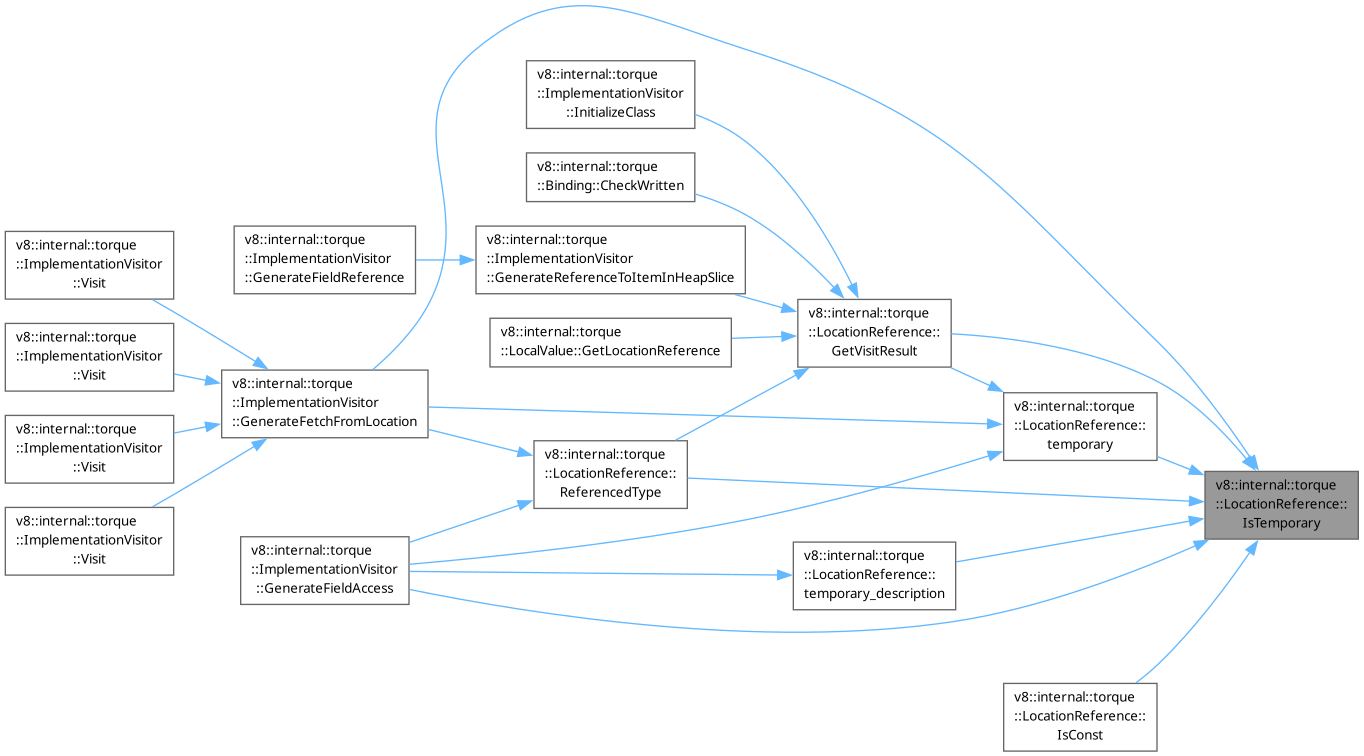 v8::internal::torque
::ImplementationVisitor
::InitializeClass
v8::internal::torque
::Binding::CheckWritten
v8::internal::torque
::ImplementationVisitor
::Visit
v8::internal::torque
::ImplementationVisitor
::GenerateFieldReference
v8::internal::torque
::ImplementationVisitor
::GenerateReferenceToItemInHeapSlice
v8::internal::torque
::LocationReference::
GetVisitResult
v8::internal::torque
::LocalValue::GetLocationReference
v8::internal::torque
::ImplementationVisitor
::Visit
v8::internal::torque
::ImplementationVisitor
::GenerateFetchFromLocation
v8::internal::torque
::LocationReference::
temporary
v8::internal::torque
::ImplementationVisitor
::Visit
v8::internal::torque
::LocationReference::
ReferencedType
v8::internal::torque
::LocationReference::
IsTemporary
v8::internal::torque
::ImplementationVisitor
::Visit
v8::internal::torque
::ImplementationVisitor
::GenerateFieldAccess
v8::internal::torque
::LocationReference::
temporary_description
v8::internal::torque
::LocationReference::
IsConst